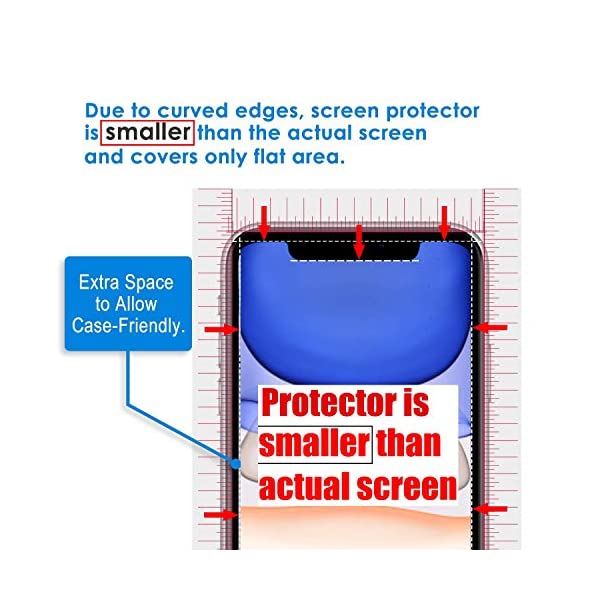 Due to curved edges, screen protector
is smaller than the actual screen
and covers only flat area.
Extra Space
to Allow
Case-Friendly.
Protector is
smaller than
actual screen